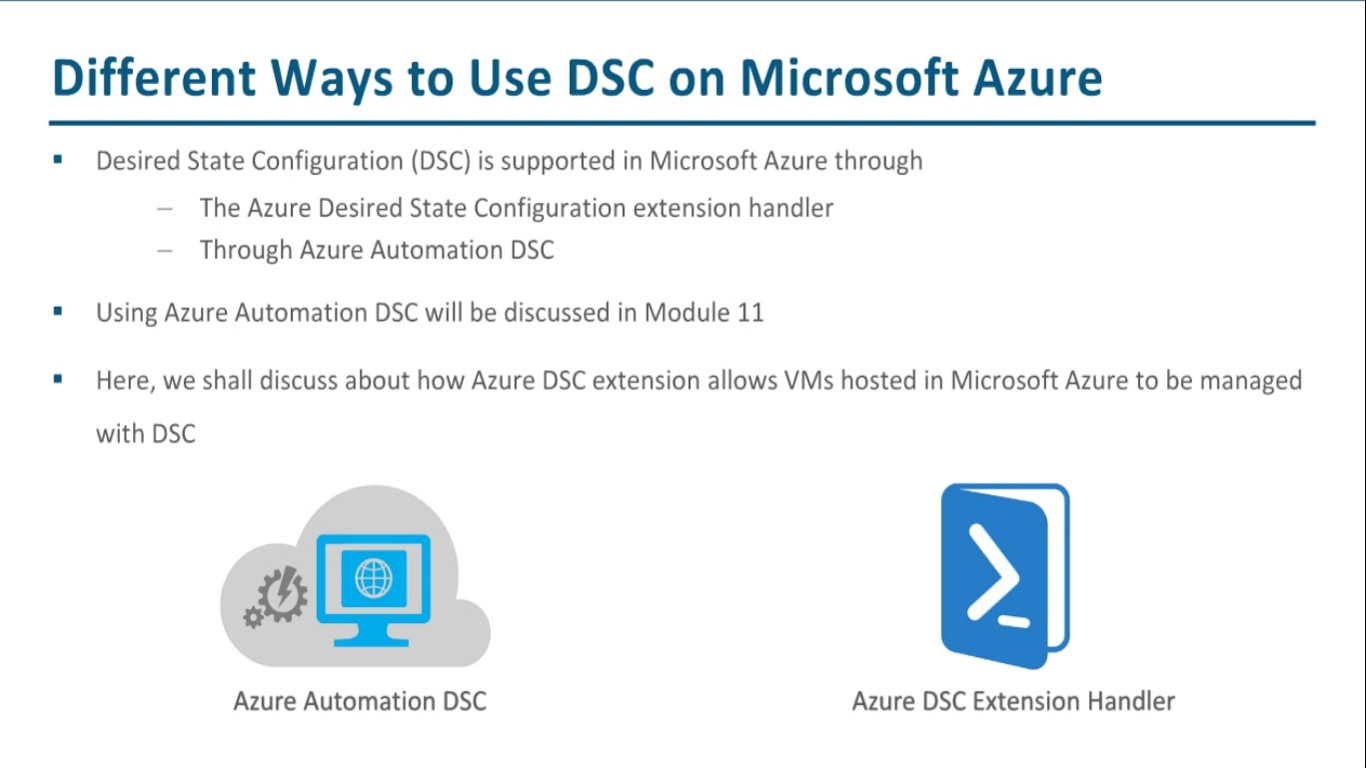 Different Ways to Use DSC on Microsoft Azure
Desired State Configuration (DSC) is supported in Microsoft Azure through
The Azure Desired State Configuration extension handler
Through Azure Automation DSC
Using Azure Automation DSC will be discussed in Module 11
Here, we shall discuss about how Azure DSC extension allows VMs hosted in Microsoft Azure to be managed
with DSC
Azure Automation DSC
Azure DSC Extension Handler